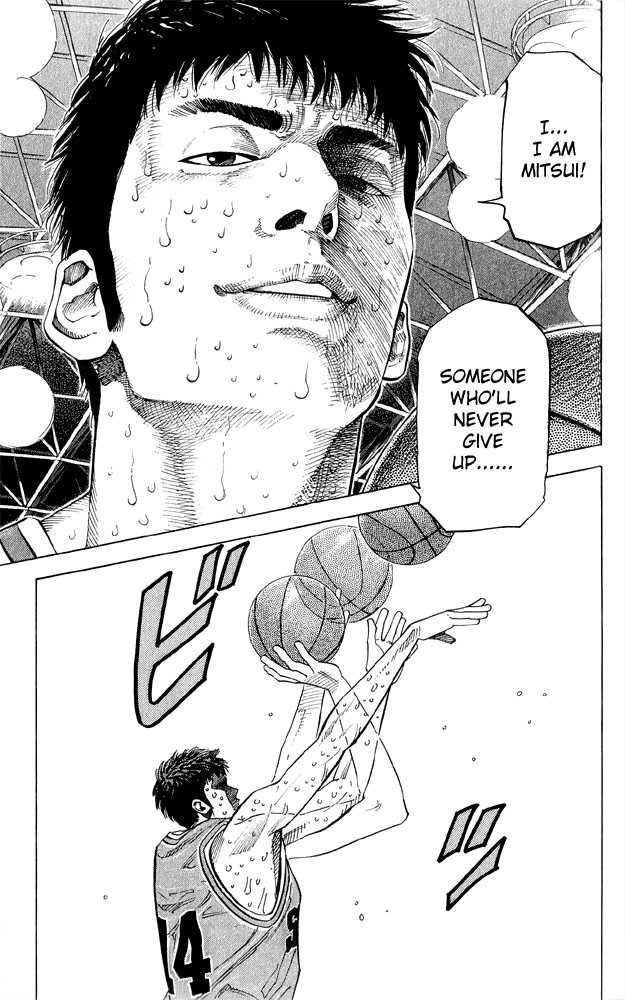 I...
I AM
MITSUI!
SOMEONE
WHO'LL
NEVER
GIVE
UP......
ビ
ッ
14
S